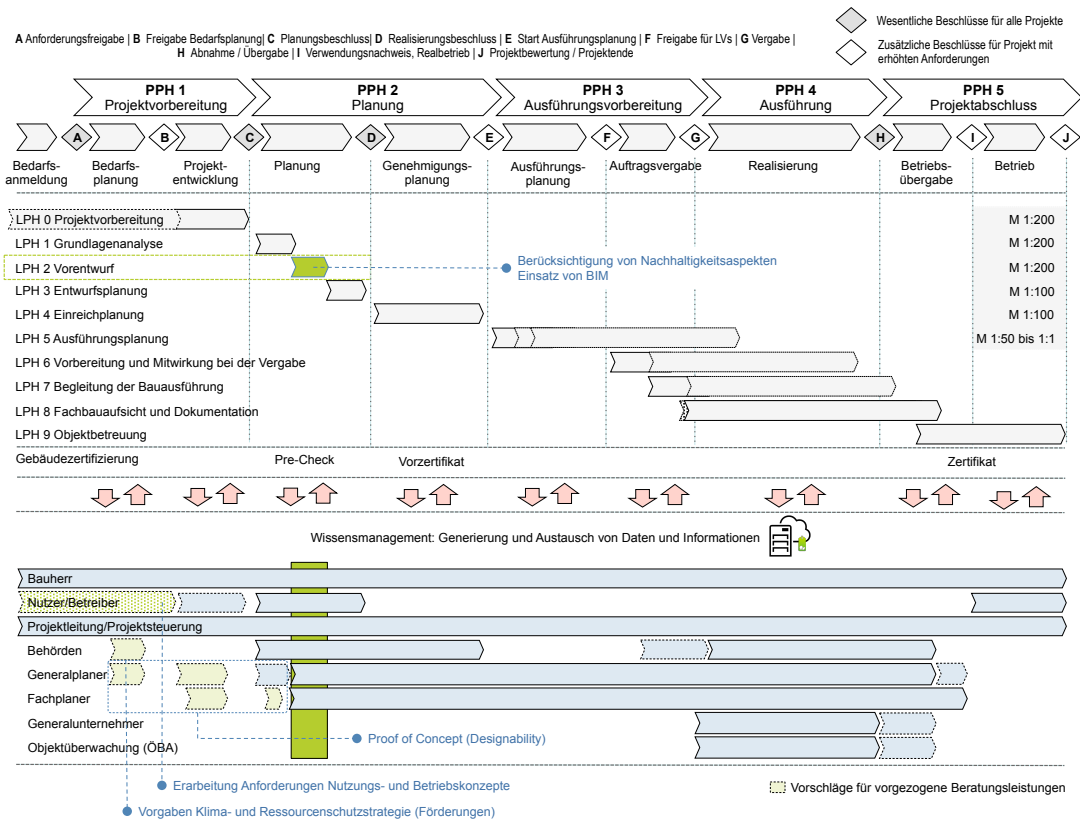 Wesentliche Beschlüsse für alle Projekte
A Anforderungsfreigabe | B Freigabe Bedarfsplanung| C Planungsbeschluss| D Realisierungsbeschluss | E Start Ausführungsplanung | F Freigabe für LVs | G Vergabe |
H Abnahme / Übergabe | I Verwendungsnachweis, Realbetrieb | J Projektbewertung / Projektende
Zusätzliche Beschlüsse für Projekt mit
erhöhten Anforderungen
PPH 1
Projektvorbereitung
PPH 2
Planung
PPH 3
Ausführungsvorbereitung
PPH 4
Ausführung
PPH 5
Projektabschluss
A B C D E F G H I J
Bedarfs-
anmeldung
Bedarfs-
planung
Projekt-
entwicklung
Planung
Genehmigungs-
planung
Ausführungs-
planung
Auftragsvergabe
Realisierung
Betriebs-
übergabe
Betrieb
LPH 0 Projektvorbereitung M 1:200
LPH 1 Grundlagenanalyse M 1:200
LPH 2 Vorentwurf M 1:200
Berücksichtigung von Nachhaltigkeitsaspekten
Einsatz von BIM
LPH 3 Entwurfsplanung M 1:100
LPH 4 Einreichplanung M 1:100
LPH 5 Ausführungsplanung M 1:50 bis 1:1
LPH 6 Vorbereitung und Mitwirkung bei der Vergabe
LPH 7 Begleitung der Bauausführung
LPH 8 Fachbauaufsicht und Dokumentation
LPH 9 Objektbetreuung
Gebäudezertifizierung Pre-Check Vorzertifikat Zertifikat
Wissensmanagement: Generierung und Austausch von Daten und Informationen
Bauherr
Nutzer/Betreiber
Projektleitung/Projektsteuerung
Behörden
Generalplaner
Fachplaner
Generalunternehmer
Proof of Concept (Designability)
Objektüberwachung (ÖBA)
Erarbeitung Anforderungen Nutzungs- und Betriebskonzepte
Vorschläge für vorgezogene Beratungsleistungen
Vorgaben Klima- und Ressourcenschutzstrategie (Förderungen)